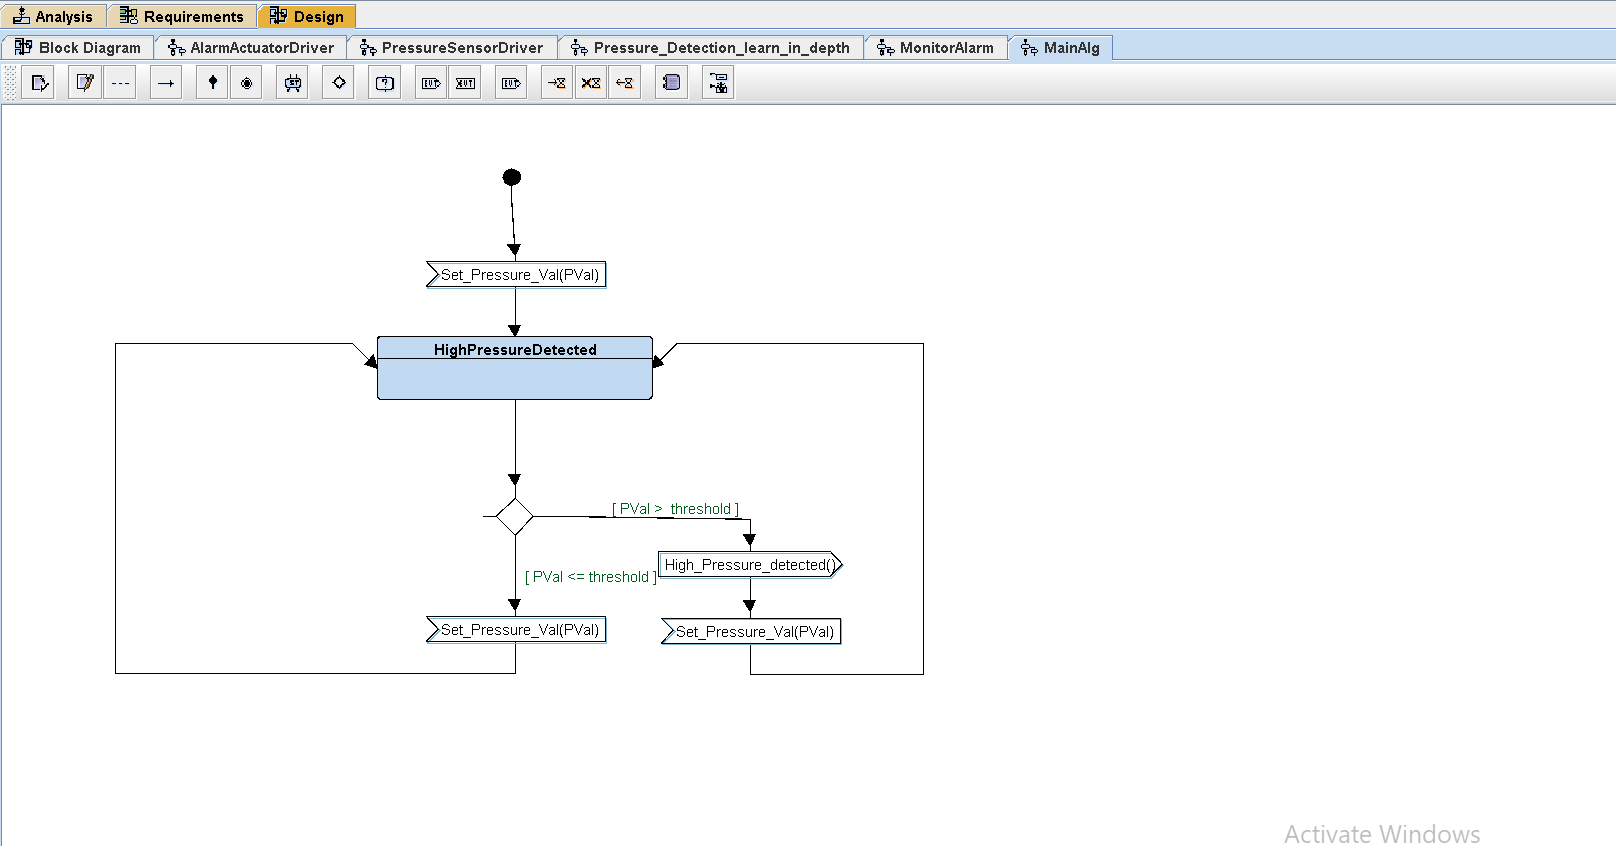 Analysis Requirements Design
Block Diagram AlarmActuatorDriver PressureSensorDriver Pressure_Detection_learn_in_depth MonitorAlarm MainAlg
Set_Pressure_Val(PVal)
HighPressureDetected
[ PVal > threshold ]
High_Pressure_detected()
[ PVal <= threshold ]
Set_Pressure_Val(PVal) Set_Pressure_Val(PVal)
Activate Windows